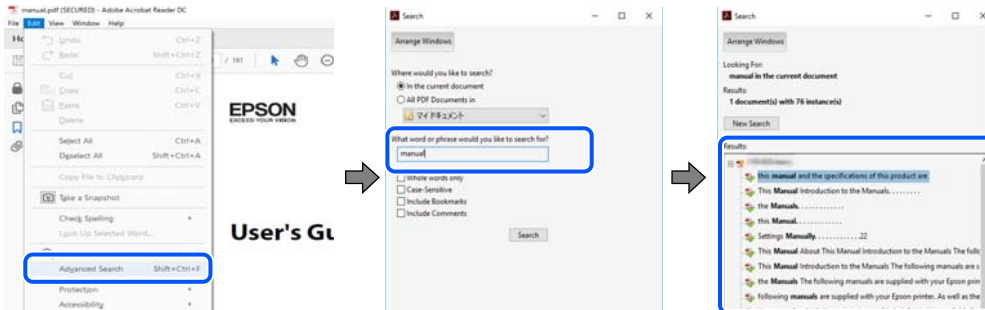 manual.pdf (SECURED) - Adobe Acrobat Reader DC
File Edit View Window Help
Undo Ctrl+Z
Redo Shift+Ctrl+Z
Cut Ctrl+X
Copy Ctrl+C
Paste Ctrl+V
Delete
Select All Ctrl+A
Deselect All Shift+Ctrl+A
Copy File to Clipboard
Take a Snapshot
Check Spelling
Look Up Selected Word...
Advanced Search Shift+Ctrl+F
Protection
Accessibility
/ 181
EPSON
EXCEED YOUR VISION
User's Gu
Search
Arrange Windows
Where would you like to search?
In the current document
All PDF Documents in
マイ ドキュメント
What word or phrase would you like to search for?
manual
Whole words only
Case-Sensitive
Include Bookmarks
Include Comments
Search
Search
Arrange Windows
Looking For:
manual in the current document
Results:
1 document(s) with 76 instance(s)
New Search
Results:
this manual and the specifications of this product are
This Manual Introduction to the Manuals. . . . . . . . .
the Manuals. . . . . . . . . . . . .
this Manual. . . . . . . . . . . . .
Settings Manually. . . . . . . . . . . . .22
This Manual About This Manual Introduction to the Manuals The follo
This Manual Introduction to the Manuals The following manuals are s
the Manuals The following manuals are supplied with your Epson prin
following manuals are supplied with your Epson printer. As well as the